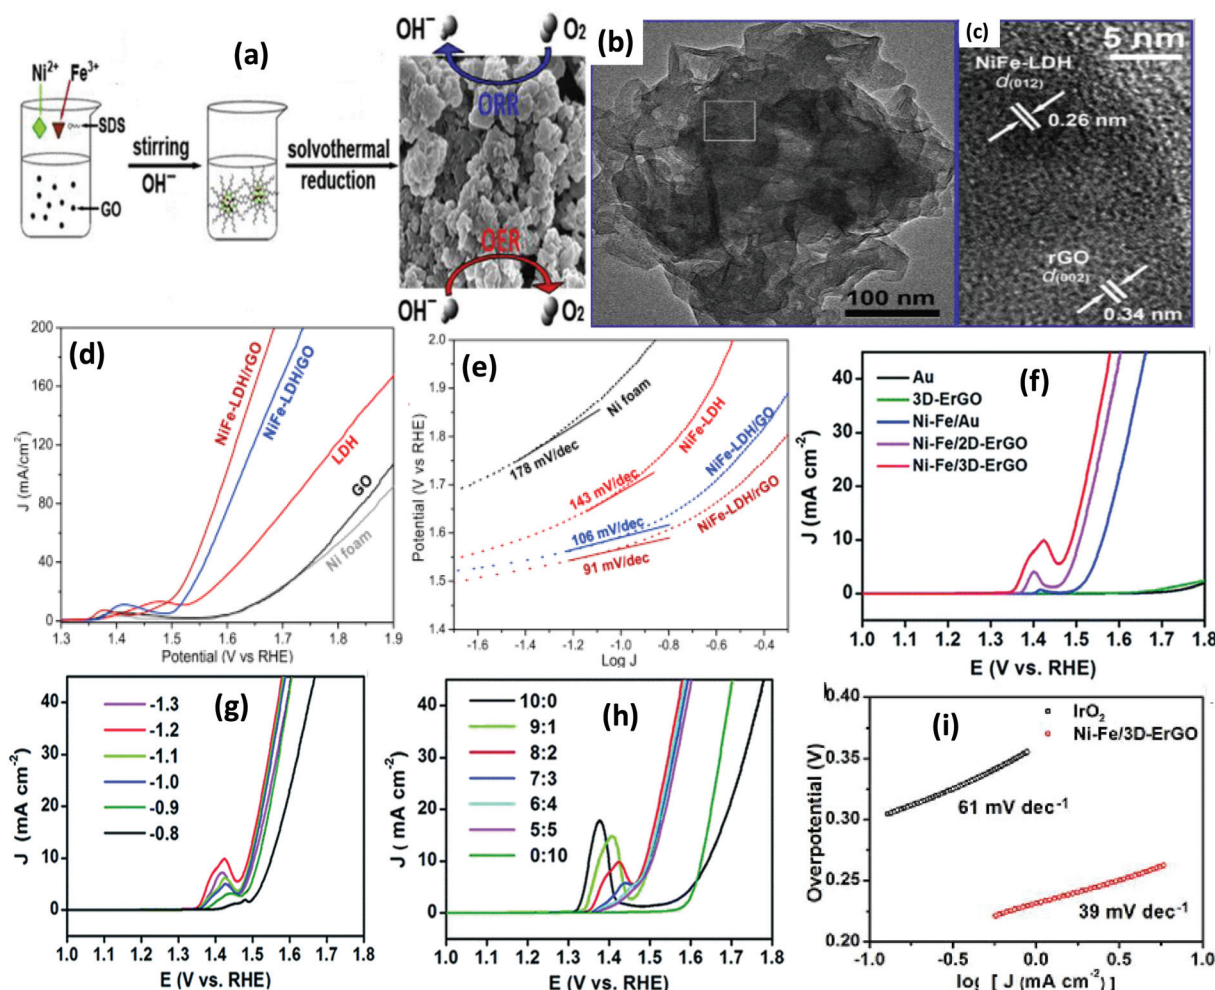 (a)
Ni²⁺ Fe³⁺
SDS
GO
stirring
OH⁻
solvothermal
reduction
OH⁻ O₂
ORR
OER
OH⁻ O₂
(b)
100 nm
(c)
5 nm
NiFe-LDH
d(012)
0.26 nm
rGO
d(002)
0.34 nm
(d)
200
160
120
80
40
0
J (mA/cm²)
NiFe-LDH/rGO
NiFe-LDH/GO
LDH
GO
Ni foam
1.3 1.4 1.5 1.6 1.7 1.8 1.9
Potential (V vs RHE)
(e)
2.0
1.9
1.8
1.7
1.6
1.5
1.4
Potential (V vs RHE)
Ni foam
178 mV/dec
NiFe-LDH
143 mV/dec
NiFe-LDH/GO
106 mV/dec
NiFe-LDH/rGO
91 mV/dec
-1.6 -1.4 -1.2 -1.0 -0.8 -0.6 -0.4
Log J
(f)
40
30
20
10
0
J (mA cm⁻²)
Au
3D-ErGO
Ni-Fe/Au
Ni-Fe/2D-ErGO
Ni-Fe/3D-ErGO
1.0 1.1 1.2 1.3 1.4 1.5 1.6 1.7 1.8
E (V vs. RHE)
(g)
40
30
20
10
0
J (mA cm⁻²)
-1.3
-1.2
-1.1
-1.0
-0.9
-0.8
1.0 1.1 1.2 1.3 1.4 1.5 1.6 1.7 1.8
E (V vs. RHE)
(h)
40
30
20
10
0
J ( mA cm⁻²)
10:0
9:1
8:2
7:3
6:4
5:5
0:10
1.0 1.1 1.2 1.3 1.4 1.5 1.6 1.7 1.8
E (V vs. RHE)
(i)
0.40
0.35
0.30
0.25
0.20
Overpotential (V)
IrO₂
Ni-Fe/3D-ErGO
61 mV dec⁻¹
39 mV dec⁻¹
-1.0 -0.5 0.0 0.5 1.0
log [ J (mA cm⁻²) ]